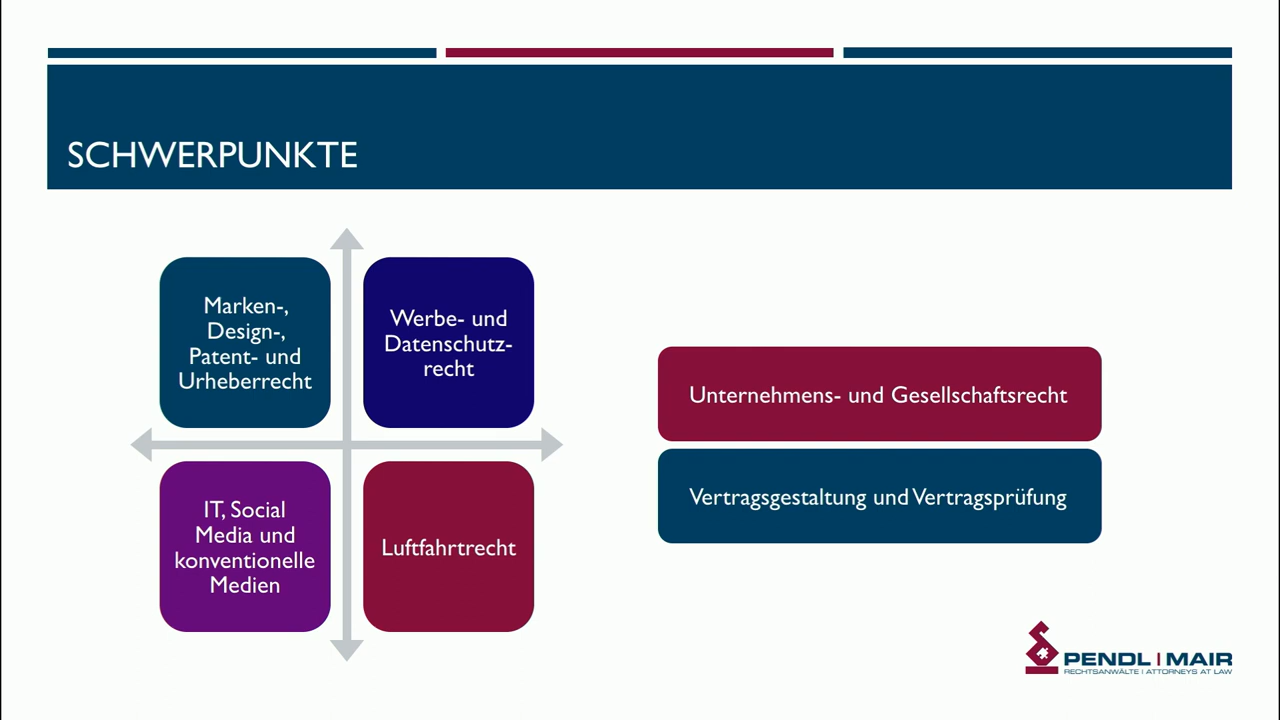 SCHWERPUNKTE
Marken-,
Design-,
Patent- und
Urheberrecht
Werbe- und
Datenschutz-
recht
IT, Social
Media und
konventionelle
Medien
Luftfahrtrecht
Unternehmens- und Gesellschaftsrecht
Vertragsgestaltung und Vertragsprüfung
PENDL | MAIR
RECHTSANWÄLTE | ATTORNEYS AT LAW